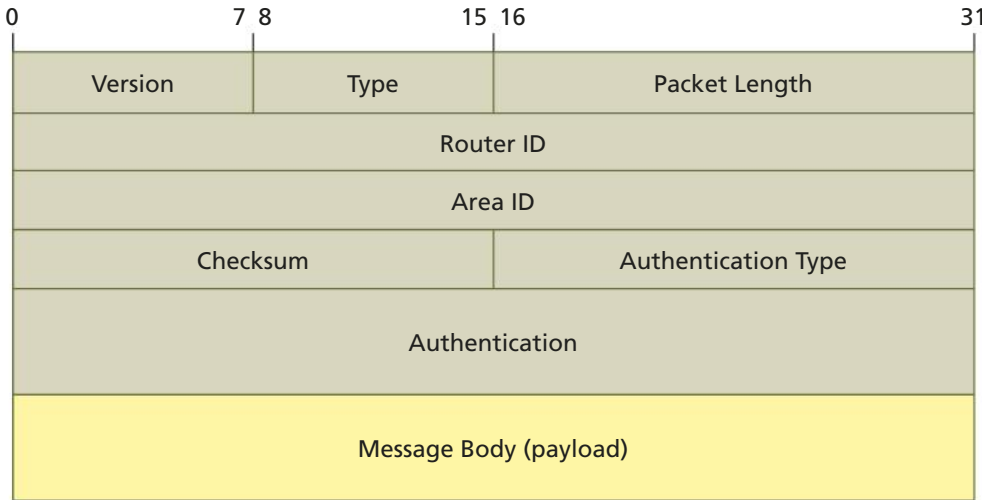 0 7 8 15 16 31
Version Type Packet Length
Router ID
Area ID
Checksum Authentication Type
Authentication
Message Body (payload)